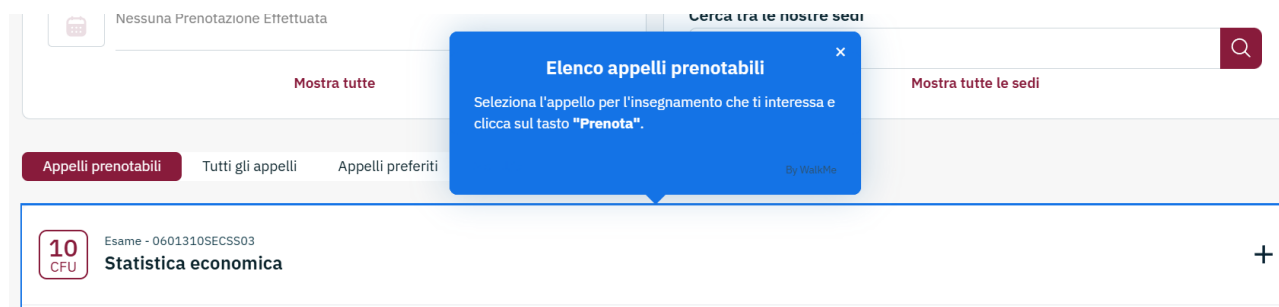 Nessuna Prenotazione Effettuata
Mostra tutte
Cerca tra le nostre sedi
Mostra tutte le sedi
×
Elenco appelli prenotabili
Seleziona l'appello per l'insegnamento che ti interessa e
clicca sul tasto "Prenota".
By WalkMe
Appelli prenotabili
Tutti gli appelli
Appelli preferiti
10
CFU
Esame - 0601310SECSS03
Statistica economica
+